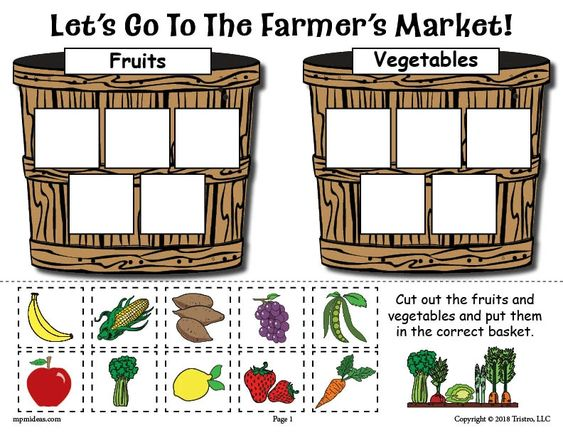 Let's Go To The Farmer's Market!
Fruits
Vegetables
Cut out the fruits and
vegetables and put them
in the correct basket.
mpmideas.com
Page 1
Copyright © 2018 Tristro, LLC